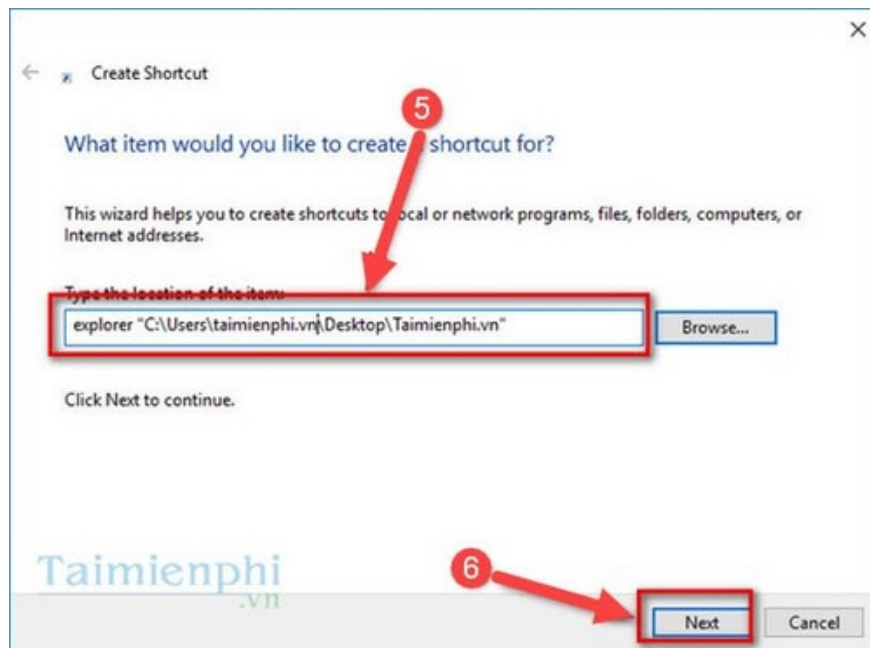 Create Shortcut
5
What item would you like to create a shortcut for?
This wizard helps you to create shortcuts to local or network programs, files, folders, computers, or
Internet addresses.
Type the location of the item:
explorer "C:\Users\taimienphi.vn\Desktop\Taimienphi.vn"
Browse...
Click Next to continue.
Taimienphi
.vn
6
Next
Cancel